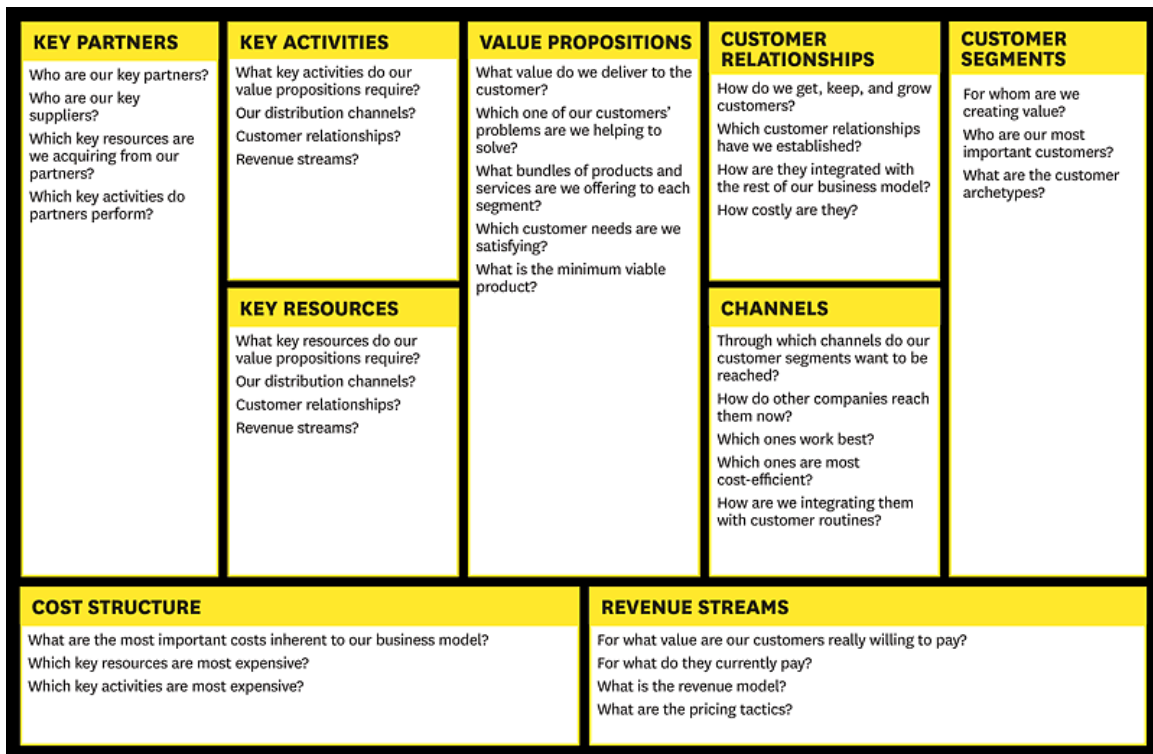 KEY PARTNERS
Who are our key partners?
Who are our key
suppliers?
Which key resources are
we acquiring from our
partners?
Which key activities do
partners perform?
KEY ACTIVITIES
What key activities do our
value propositions require?
Our distribution channels?
Customer relationships?
Revenue streams?
KEY RESOURCES
What key resources do our
value propositions require?
Our distribution channels?
Customer relationships?
Revenue streams?
VALUE PROPOSITIONS
What value do we deliver to the
customer?
Which one of our customers’
problems are we helping to
solve?
What bundles of products and
services are we offering to each
segment?
Which customer needs are we
satisfying?
What is the minimum viable
product?
CUSTOMER
RELATIONSHIPS
How do we get, keep, and grow
customers?
Which customer relationships
have we established?
How are they integrated with
the rest of our business model?
How costly are they?
CHANNELS
Through which channels do our
customer segments want to be
reached?
How do other companies reach
them now?
Which ones work best?
Which ones are most
cost-efficient?
How are we integrating them
with customer routines?
CUSTOMER
SEGMENTS
For whom are we
creating value?
Who are our most
important customers?
What are the customer
archetypes?
COST STRUCTURE
What are the most important costs inherent to our business model?
Which key resources are most expensive?
Which key activities are most expensive?
REVENUE STREAMS
For what value are our customers really willing to pay?
For what do they currently pay?
What is the revenue model?
What are the pricing tactics?